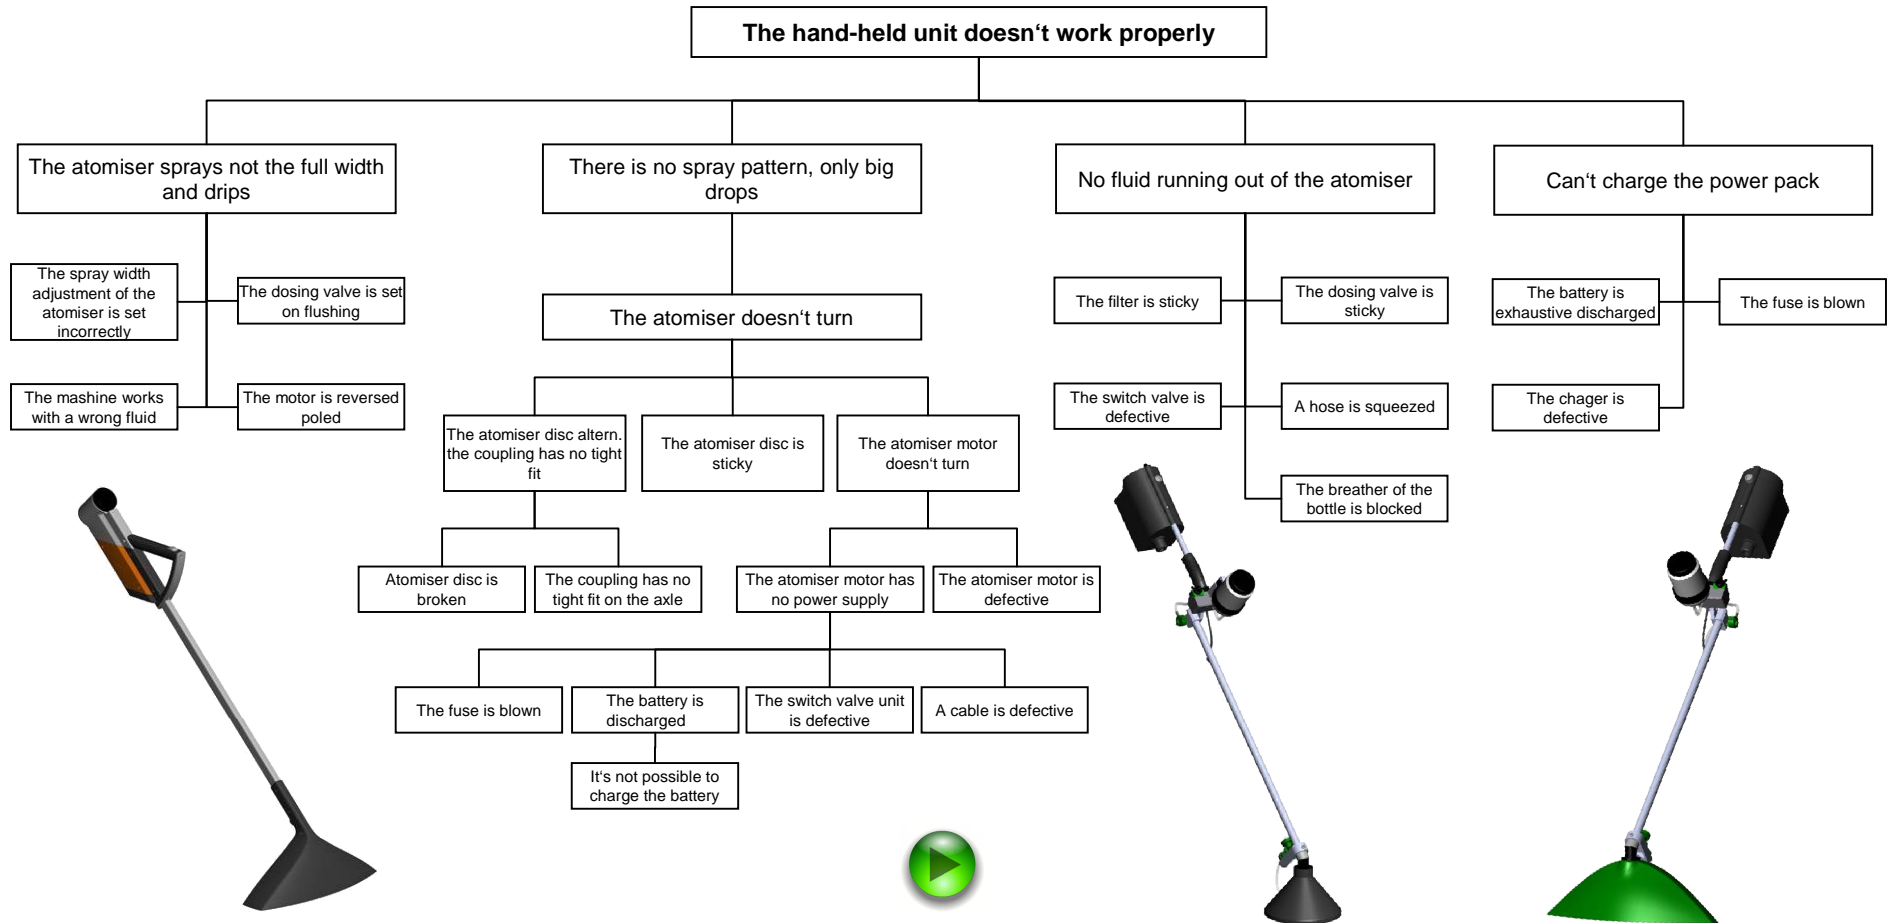 The hand-held unit doesn‘t work properly
The atomiser sprays not the full width
and drips
There is no spray pattern, only big
drops
No fluid running out of the atomiser
Can‘t charge the power pack
The spray width
adjustment of the
atomiser is set
incorrectly
The dosing valve is set
on flushing
The mashine works
with a wrong fluid
The motor is reversed
poled
The atomiser doesn‘t turn
The atomiser disc altern.
the coupling has no tight
fit
The atomiser disc is
sticky
The atomiser motor
doesn‘t turn
Atomiser disc is
broken
The coupling has no
tight fit on the axle
The atomiser motor has
no power supply
The atomiser motor is
defective
The fuse is blown
The battery is
discharged
The switch valve unit
is defective
A cable is defective
It‘s not possible to
charge the battery
The filter is sticky
The dosing valve is
sticky
The switch valve is
defective
A hose is squeezed
The breather of the
bottle is blocked
The battery is
exhaustive discharged
The fuse is blown
The chager is
defective